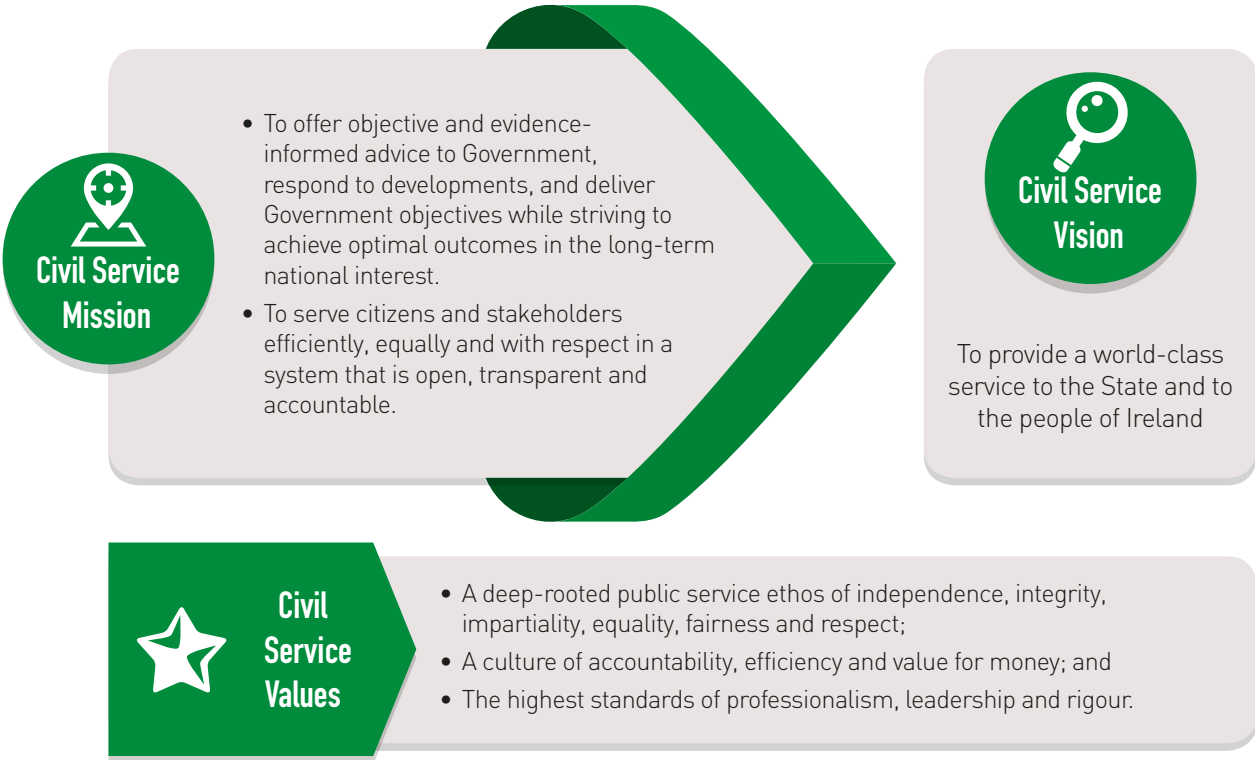 Civil Service
Mission
• To offer objective and evidence-
informed advice to Government,
respond to developments, and deliver
Government objectives while striving to
achieve optimal outcomes in the long-term
national interest.
• To serve citizens and stakeholders
efficiently, equally and with respect in a
system that is open, transparent and
accountable.
Civil Service
Vision
To provide a world-class
service to the State and to
the people of Ireland
Civil
Service
Values
• A deep-rooted public service ethos of independence, integrity,
impartiality, equality, fairness and respect;
• A culture of accountability, efficiency and value for money; and
• The highest standards of professionalism, leadership and rigour.